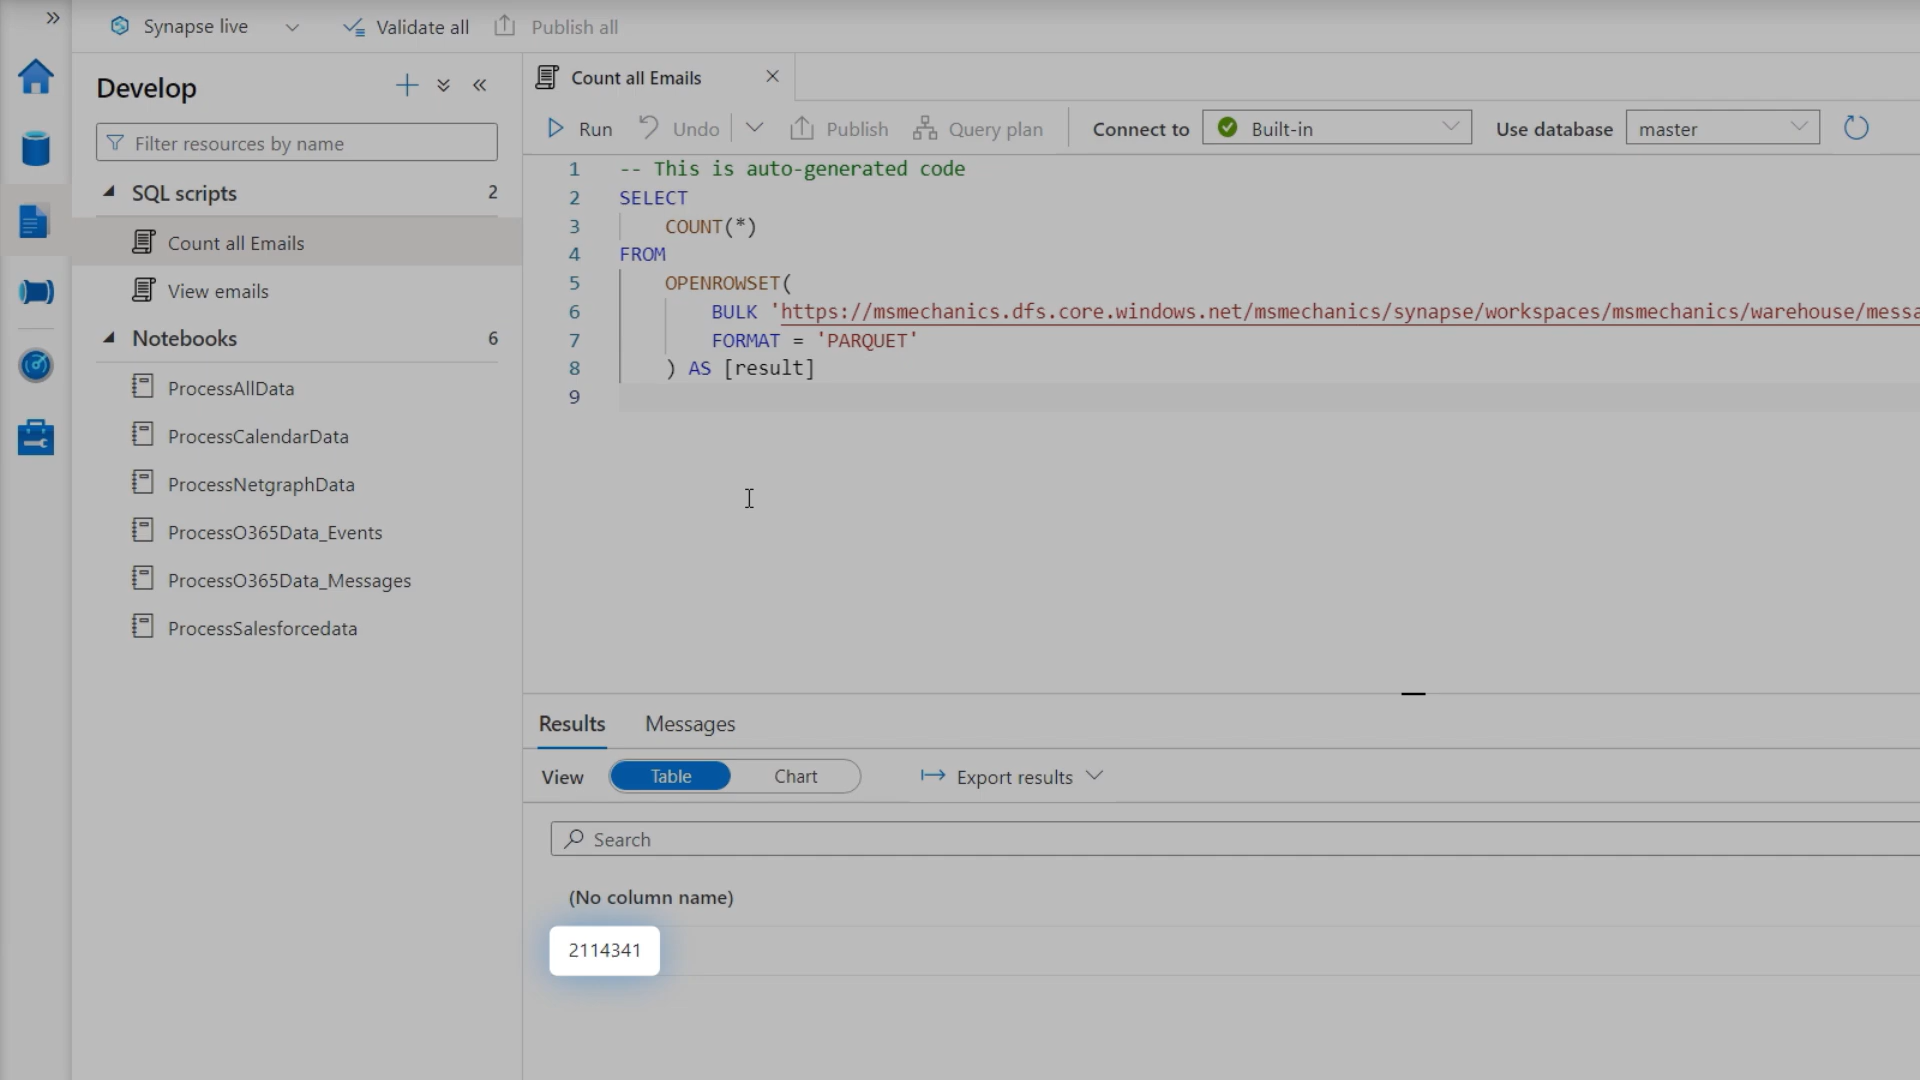 Synapse live
Validate all
Publish all
Develop
Filter resources by name
SQL scripts 2
Count all Emails
View emails
Notebooks 6
ProcessAllData
ProcessCalendarData
ProcessNetgraphData
ProcessO365Data_Events
ProcessO365Data_Messages
ProcessSalesforcedata
Count all Emails
Run Undo Publish Query plan Connect to Built-in Use database master
1 -- This is auto-generated code
2 SELECT
3 COUNT(*)
4 FROM
5 OPENROWSET(
6 BULK 'https://msmechanics.dfs.core.windows.net/msmechanics/synapse/workspaces/msmechanics/warehouse/messa
7 FORMAT = 'PARQUET'
8 ) AS [result]
9
Results Messages
View Table Chart Export results
Search
(No column name)
2114341